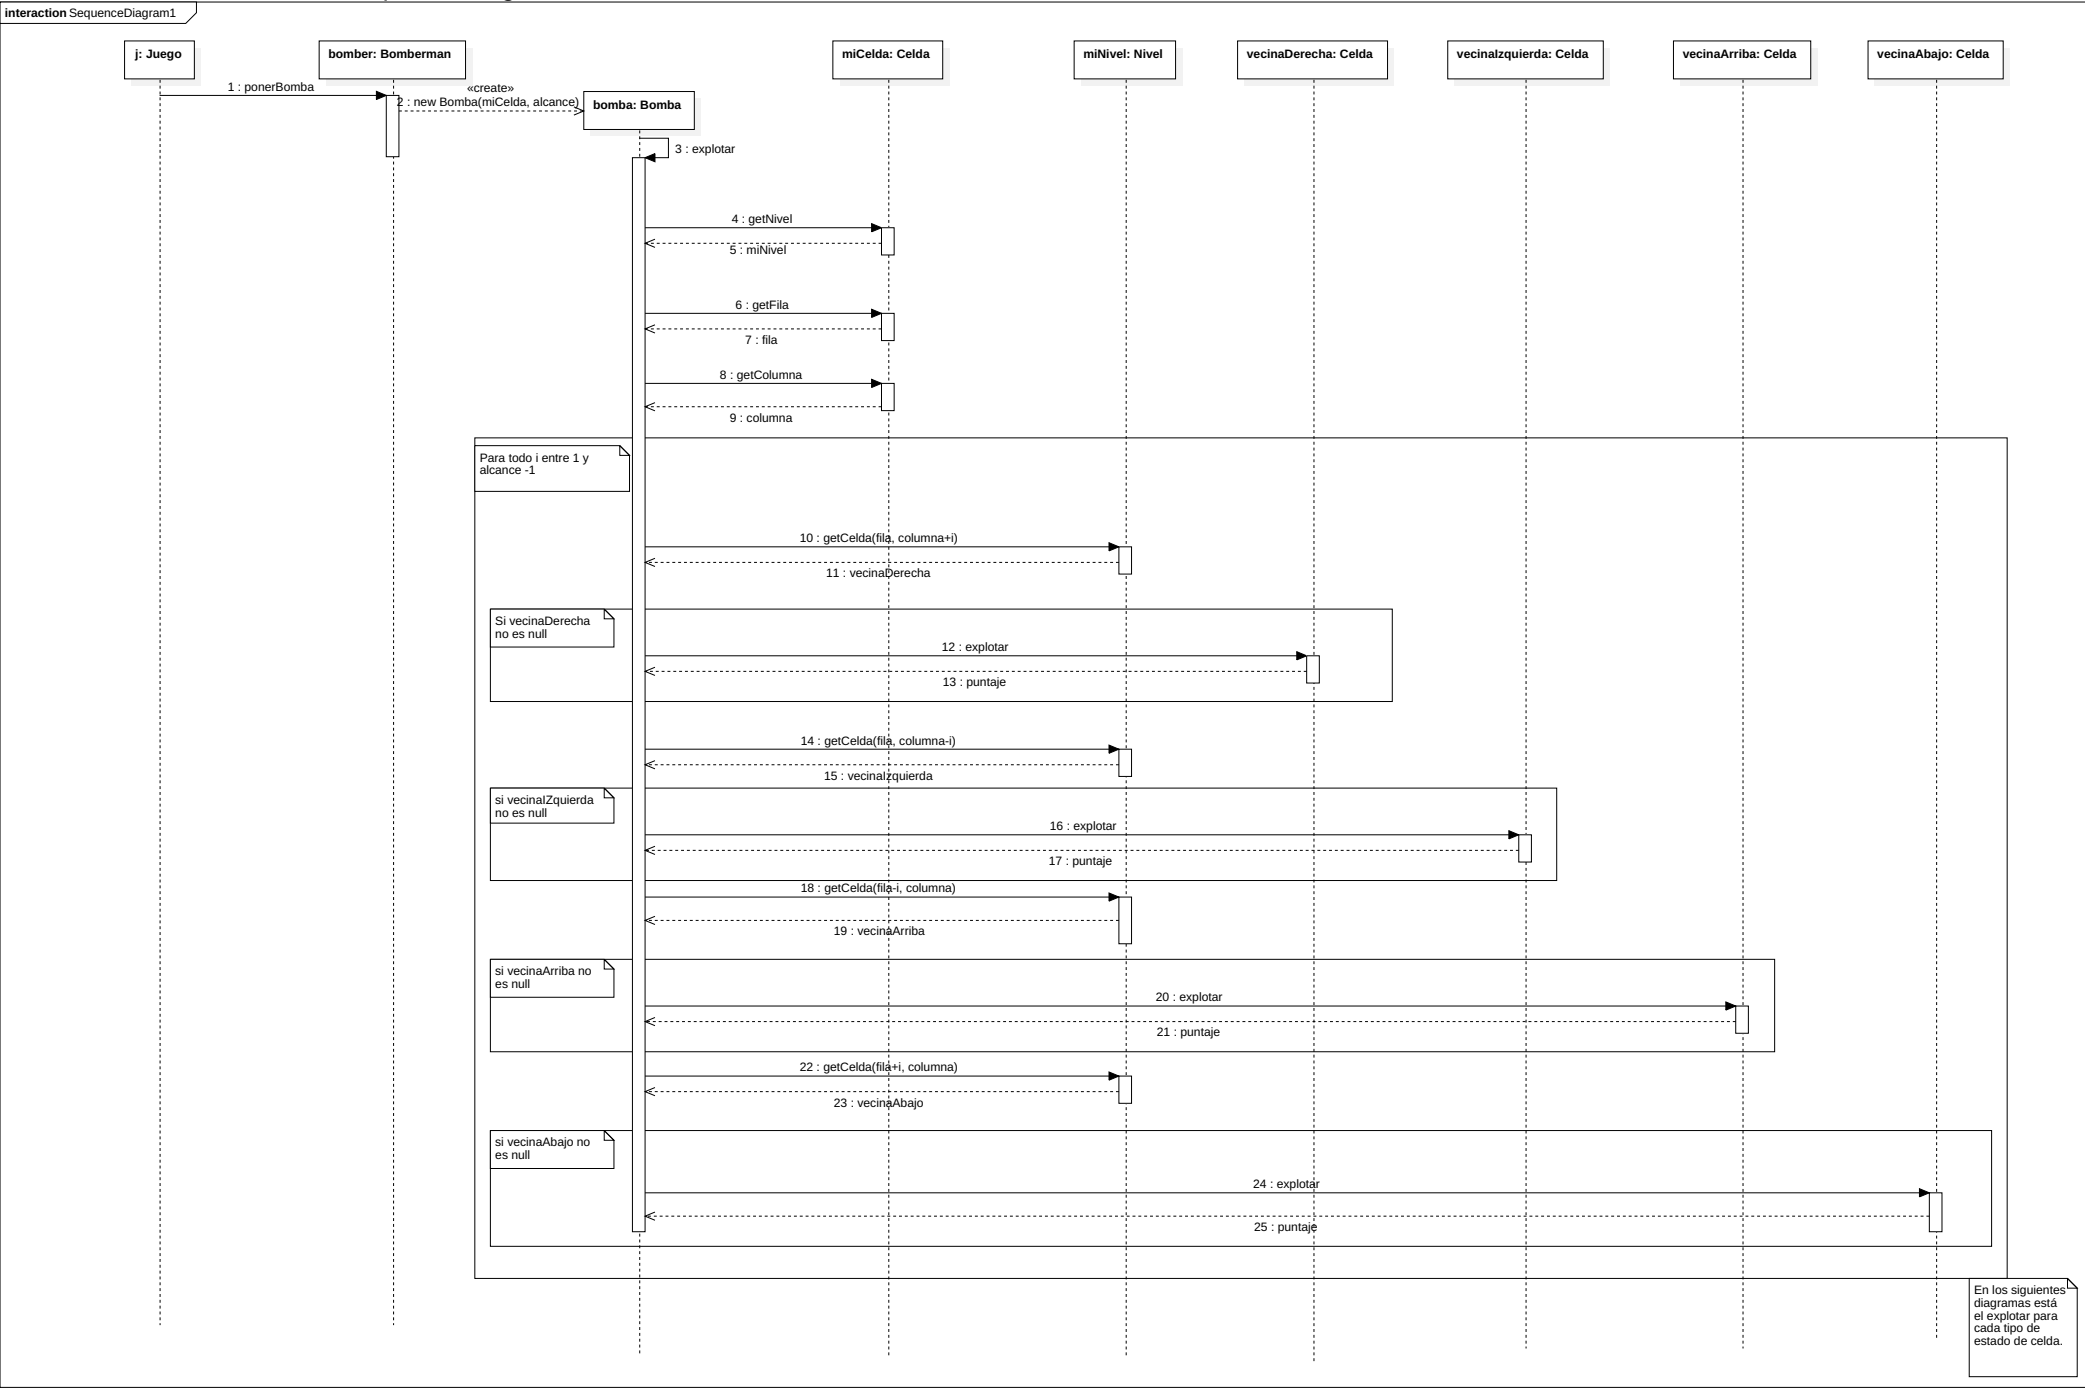 interaction SequenceDiagram1
j: Juego
bomber: Bomberman
miCelda: Celda
miNivel: Nivel
vecinaDerecha: Celda
vecinaIzquierda: Celda
vecinaArriba: Celda
vecinaAbajo: Celda
1 : ponerBomba
«create»
2 : new Bomba(miCelda, alcance)
bomba: Bomba
3 : explotar
4 : getNivel
5 : miNivel
6 : getFila
7 : fila
8 : getColumna
9 : columna
Para todo i entre 1 y
alcance -1
10 : getCelda(fila, columna+i)
11 : vecinaDerecha
Si vecinaDerecha
no es null
12 : explotar
13 : puntaje
14 : getCelda(fila, columna-i)
15 : vecinaIzquierda
si vecinaIZquierda
no es null
16 : explotar
17 : puntaje
18 : getCelda(fila-i, columna)
19 : vecinaArriba
si vecinaArriba no
es null
20 : explotar
21 : puntaje
22 : getCelda(fila+i, columna)
23 : vecinaAbajo
si vecinaAbajo no
es null
24 : explotar
25 : puntaje
En los siguientes
diagramas está
el explotar para
cada tipo de
estado de celda.